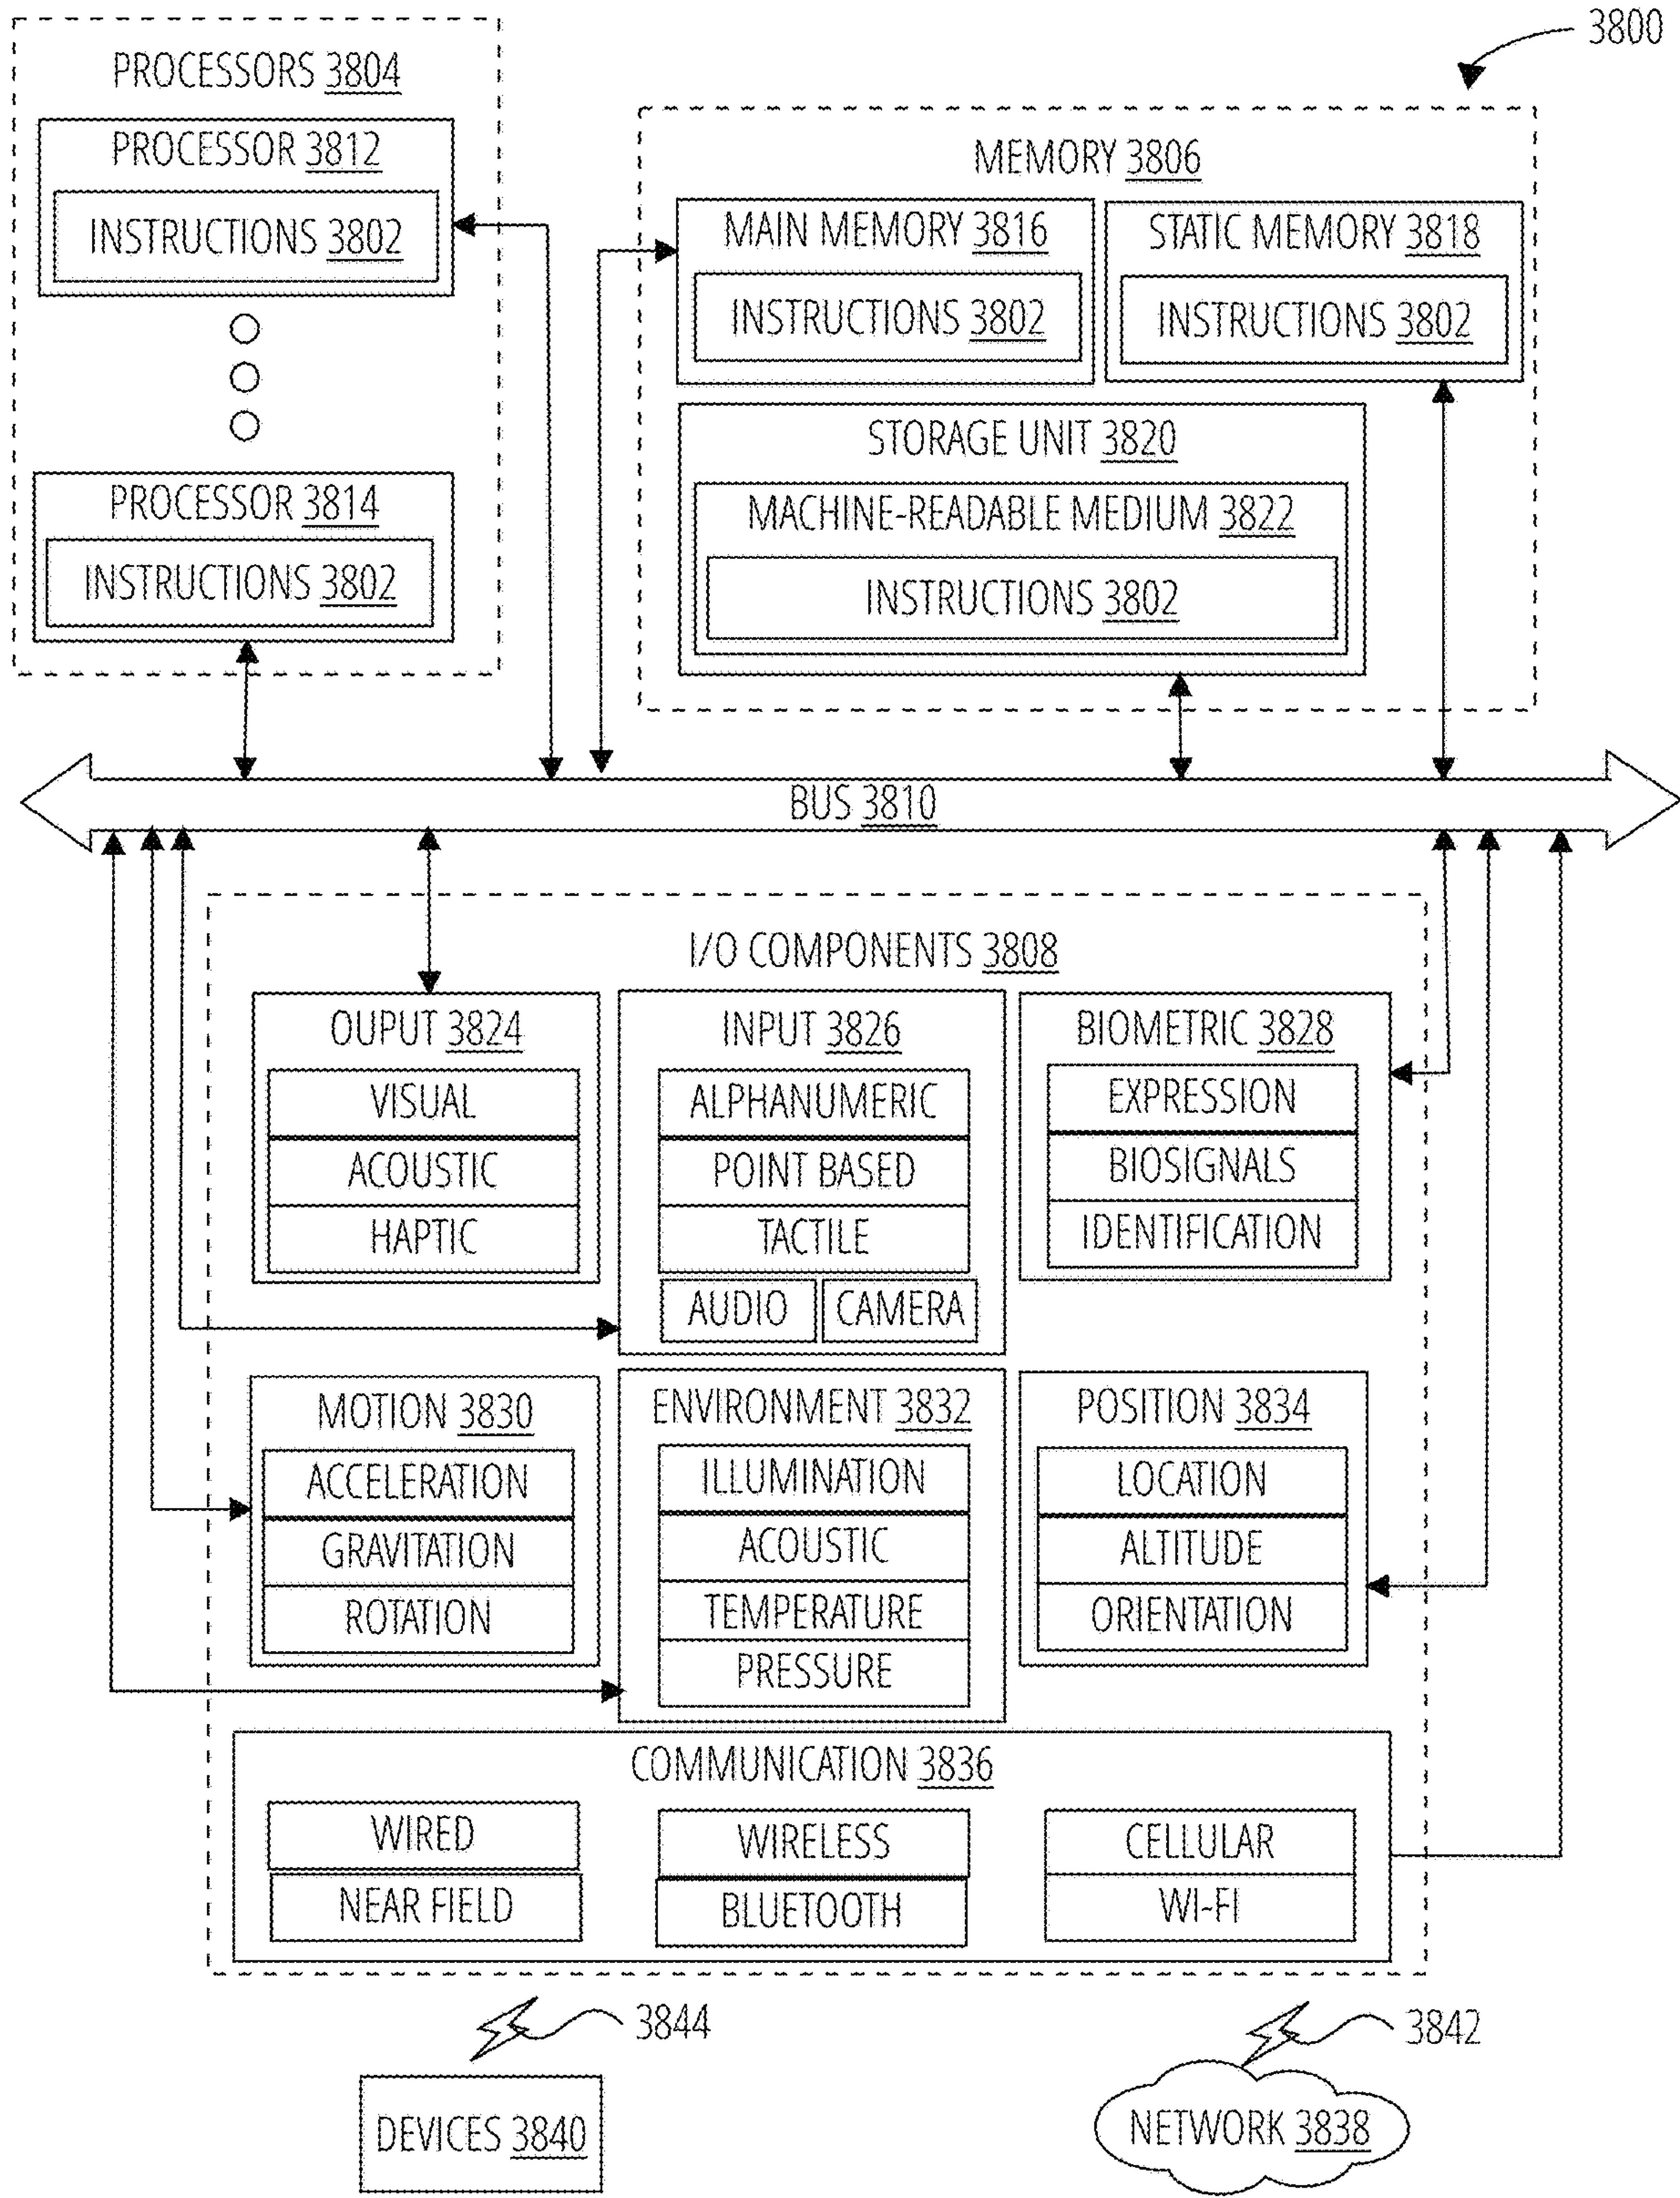 3800
PROCESSORS 3804
PROCESSOR 3812
INSTRUCTIONS 3802
PROCESSOR 3814
INSTRUCTIONS 3802
MEMORY 3806
MAIN MEMORY 3816
INSTRUCTIONS 3802
STATIC MEMORY 3818
INSTRUCTIONS 3802
STORAGE UNIT 3820
MACHINE-READABLE MEDIUM 3822
INSTRUCTIONS 3802
BUS 3810
I/O COMPONENTS 3808
OUPUT 3824
VISUAL
ACOUSTIC
HAPTIC
INPUT 3826
ALPHANUMERIC
POINT BASED
TACTILE
AUDIO
CAMERA
BIOMETRIC 3828
EXPRESSION
BIOSIGNALS
IDENTIFICATION
MOTION 3830
ACCELERATION
GRAVITATION
ROTATION
ENVIRONMENT 3832
ILLUMINATION
ACOUSTIC
TEMPERATURE
PRESSURE
POSITION 3834
LOCATION
ALTITUDE
ORIENTATION
COMMUNICATION 3836
WIRED
NEAR FIELD
WIRELESS
BLUETOOTH
CELLULAR
WI-FI
3844
DEVICES 3840
3842
NETWORK 3838